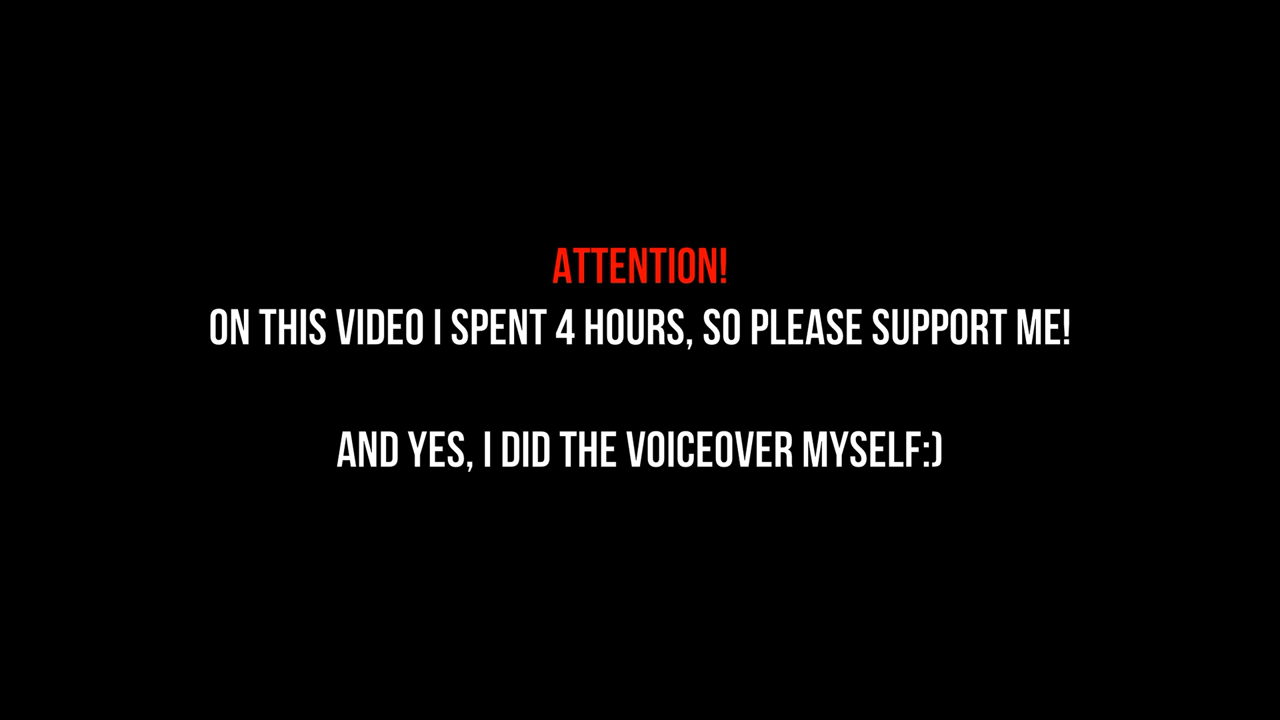 ATTENTION!
ON THIS VIDEO I SPENT 4 HOURS, SO PLEASE SUPPORT ME!
AND YES, I DID THE VOICEOVER MYSELF:)